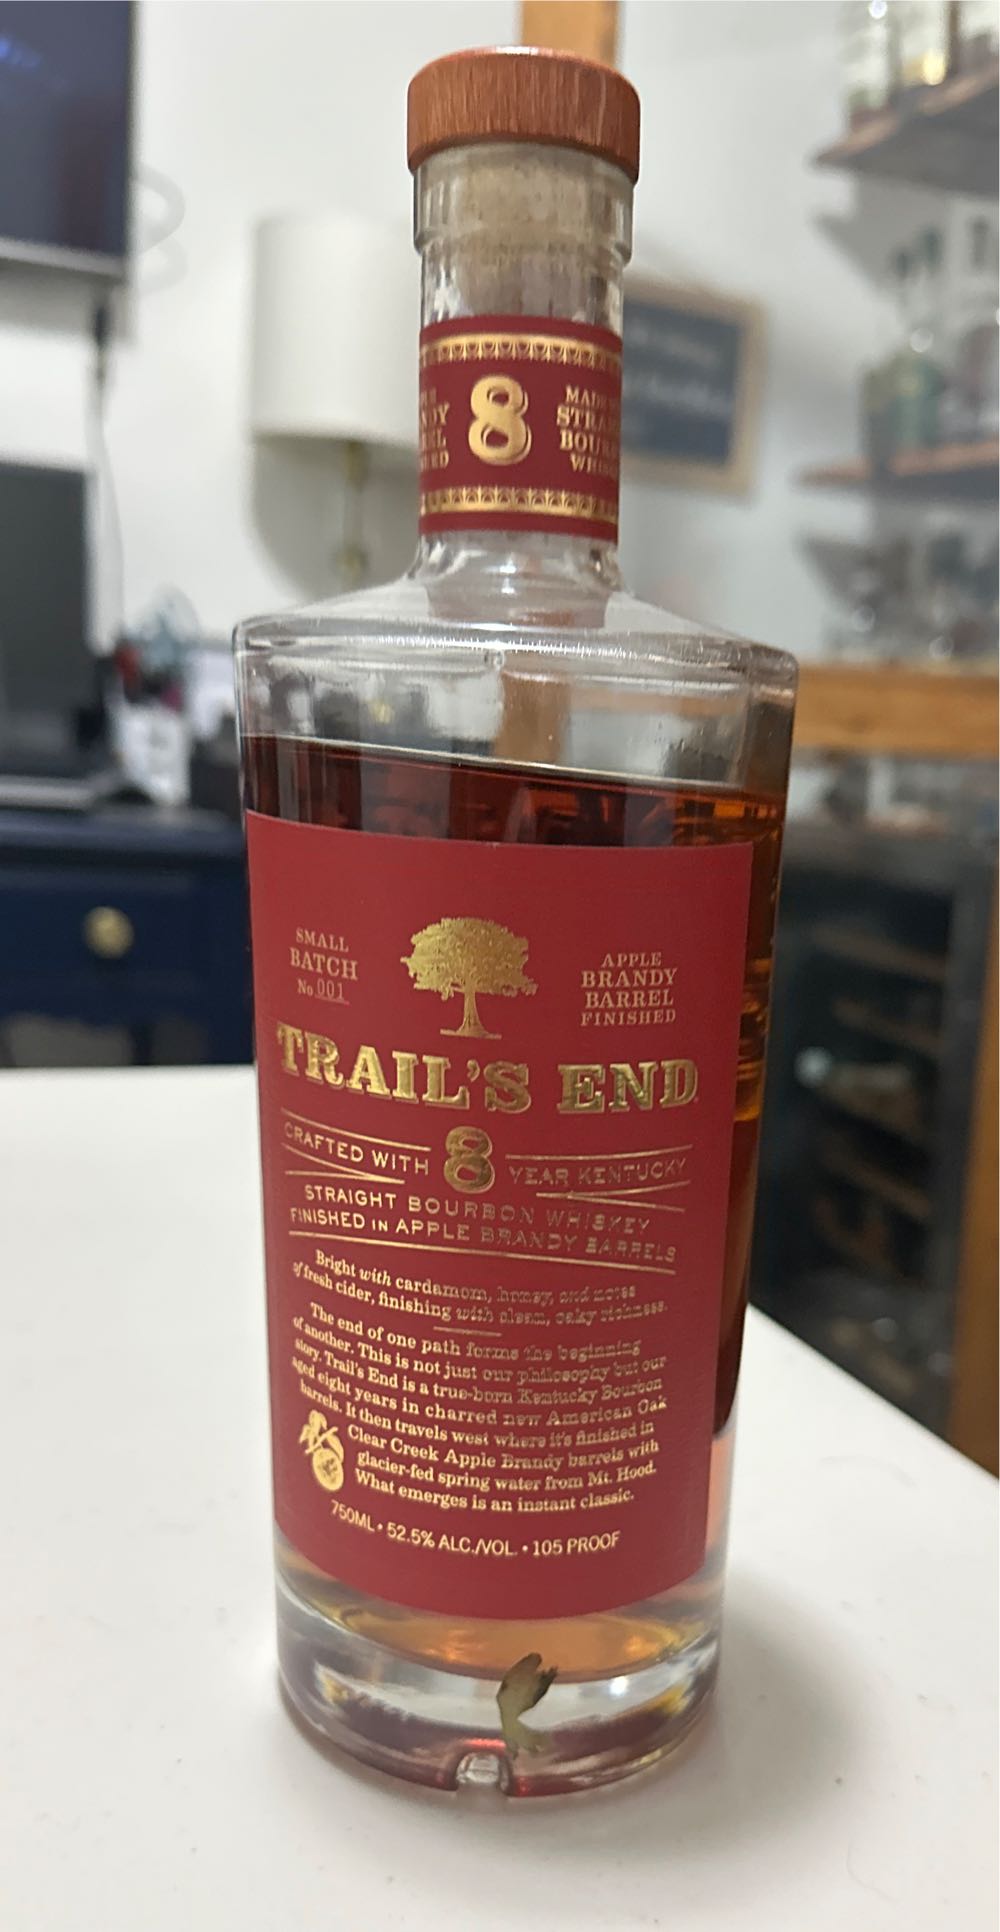 8
MADE
STRAI
BOUR
WHIS
SMALL
BATCH
No 001
APPLE
BRANDY
BARREL
FINISHED
TRAIL'S END
CRAFTED WITH 8 YEAR KENTUCKY
STRAIGHT BOURBON WHISKEY
FINISHED IN APPLE BRANDY BARRELS
Bright with cardamom, honey, and notes
of fresh cider, finishing with clean, oaky richness.
The end of one path forms the beginning
of another. This is not just our philosophy but our
story. Trail's End is a true-born Kentucky Bourbon
aged eight years in charred new American Oak
barrels. It then travels west where it's finished in
Clear Creek Apple Brandy barrels with
glacier-fed spring water from Mt. Hood.
What emerges is an instant classic.
750ML • 52.5% ALC./VOL. • 105 PROOF